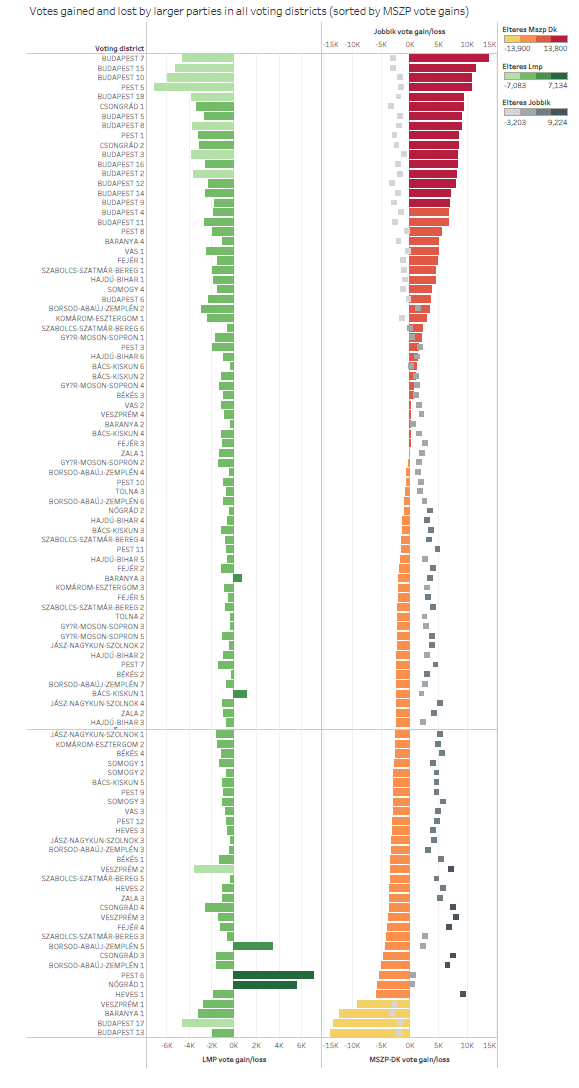 Votes gained and lost by larger parties in all voting districts (sorted by MSZP vote gains)
Jobbik vote gain/loss
Voting district
-15K -10K -5K 0K 5K 10K 15K
BUDAPEST 7
BUDAPEST 15
BUDAPEST 10
PEST 5
BUDAPEST 18
CSONGRÁD 2
BUDAPEST 5
BUDAPEST 8
PEST 1
CSONGRÁD 2
BUDAPEST 3
BUDAPEST 16
BUDAPEST 2
BUDAPEST 12
BUDAPEST 14
BUDAPEST 9
BUDAPEST 4
BUDAPEST 11
PEST 8
BARANYA 4
VAS 1
FEJÉR 1
SZABOLCS-SZATMÁR-BEREG 1
HAJDÚ-BIHAR 1
SOMOGY 4
BUDAPEST 6
BORSOD-ABAÚJ-ZEMPLÉN 2
KOMÁROM-ESZTERGOM 1
SZABOLCS-SZATMÁR-BEREG 6
GY?R-MOSON-SOPRON 1
PEST 3
HAJDÚ-BIHAR 6
BÁCS-KISKUN 6
BÁCS-KISKUN 2
GY?R-MOSON-SOPRON 4
BÉKÉS 3
VAS 2
VESZPRÉM 4
BARANYA 2
BÁCS-KISKUN 4
FEJÉR 3
ZALA 1
GY?R-MOSON-SOPRON 2
BORSOD-ABAÚJ-ZEMPLÉN 4
PEST 10
TOLNA 3
BORSOD-ABAÚJ-ZEMPLÉN 6
NÓGRÁD 2
HAJDÚ-BIHAR 4
BÁCS-KISKUN 3
SZABOLCS-SZATMÁR-BEREG 4
PEST 11
HAJDÚ-BIHAR 5
FEJÉR 2
BARANYA 3
KOMÁROM-ESZTERGOM 3
FEJÉR 5
SZABOLCS-SZATMÁR-BEREG 2
TOLNA 2
GY?R-MOSON-SOPRON 3
GY?R-MOSON-SOPRON 5
JÁSZ-NAGYKUN-SZOLNOK 2
HAJDÚ-BIHAR 2
PEST 7
BÉKÉS 2
BORSOD-ABAÚJ-ZEMPLÉN 7
BÁCS-KISKUN 1
JÁSZ-NAGYKUN-SZOLNOK 4
ZALA 2
HAJDÚ-BIHAR 3
JÁSZ-NAGYKUN-SZOLNOK 1
KOMÁROM-ESZTERGOM 2
BÉKÉS 4
SOMOGY 1
SOMOGY 2
BÁCS-KISKUN 5
PEST 9
SOMOGY 3
VAS 3
PEST 12
HEVES 3
JÁSZ-NAGYKUN-SZOLNOK 3
BORSOD-ABAÚJ-ZEMPLÉN 3
BÉKÉS 1
VESZPRÉM 2
SZABOLCS-SZATMÁR-BEREG 5
HEVES 2
ZALA 3
CSONGRÁD 4
VESZPRÉM 3
FEJÉR 4
SZABOLCS-SZATMÁR-BEREG 3
BORSOD-ABAÚJ-ZEMPLÉN 5
CSONGRÁD 3
BORSOD-ABAÚJ-ZEMPLÉN 1
PEST 6
NÓGRÁD 1
HEVES 1
VESZPRÉM 1
BARANYA 1
BUDAPEST 17
BUDAPEST 13
-6K -4K -2K 0K 2K 4K 6K
-15K -10K -5K 0K 5K 10K 15K
LMP vote gain/loss
MSZP-DK vote gain/loss
Elteres Mszp Dk
-13,900 13,800
Elteres Lmp
-7,083 7,134
Elteres Jobbik
-3,203 9,224